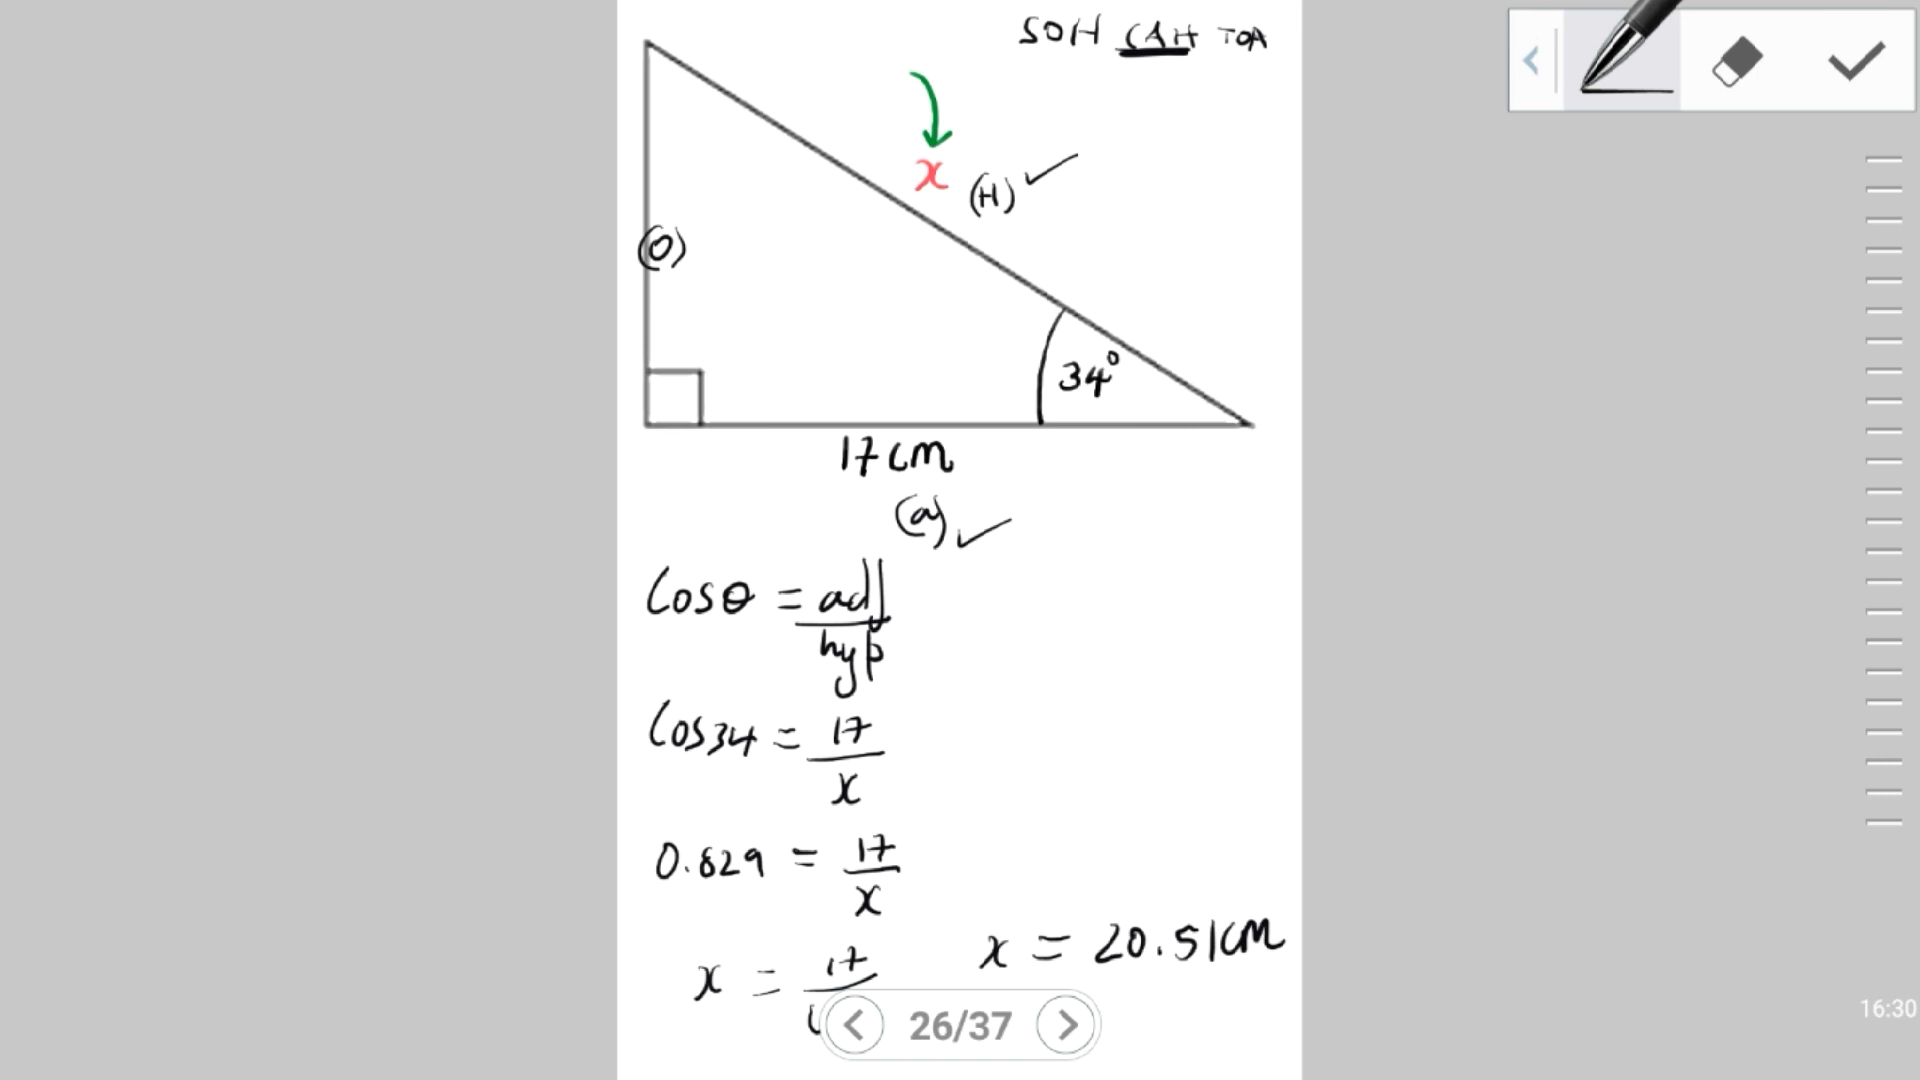 SOH CAH TOA
x (H)
(O)
34°
17cm
(a)
Cosθ = adj
hyp
Cos34 = 17
x
0.829 = 17
x
x = 17
x = 20.51cm
26/37
16:30